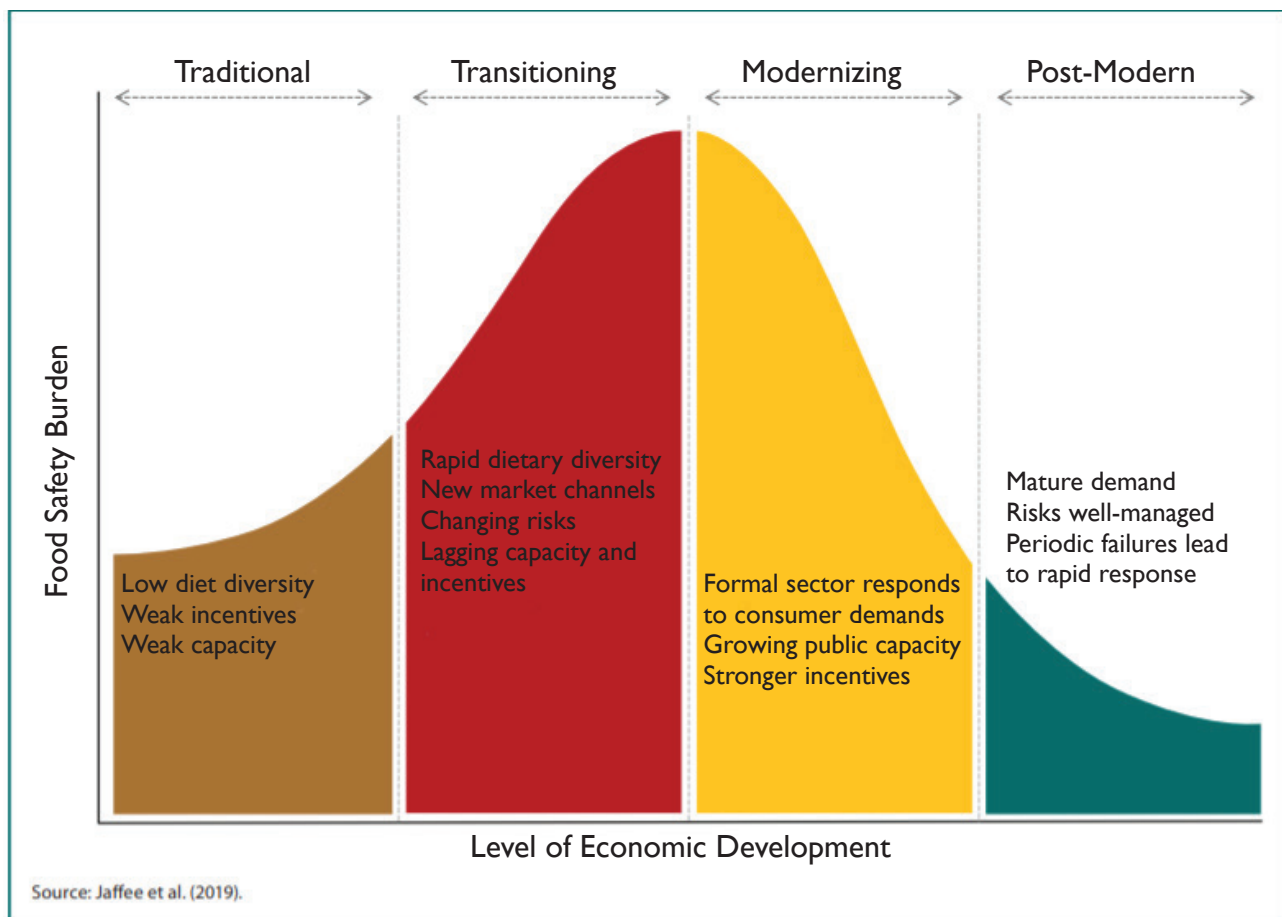 Traditional
Transitioning
Modernizing
Post-Modern
Food Safety Burden
Low diet diversity
Weak incentives
Weak capacity
Rapid dietary diversity
New market channels
Changing risks
Lagging capacity and
incentives
Formal sector responds
to consumer demands
Growing public capacity
Stronger incentives
Mature demand
Risks well-managed
Periodic failures lead
to rapid response
Level of Economic Development
Source: Jaffee et al. (2019).